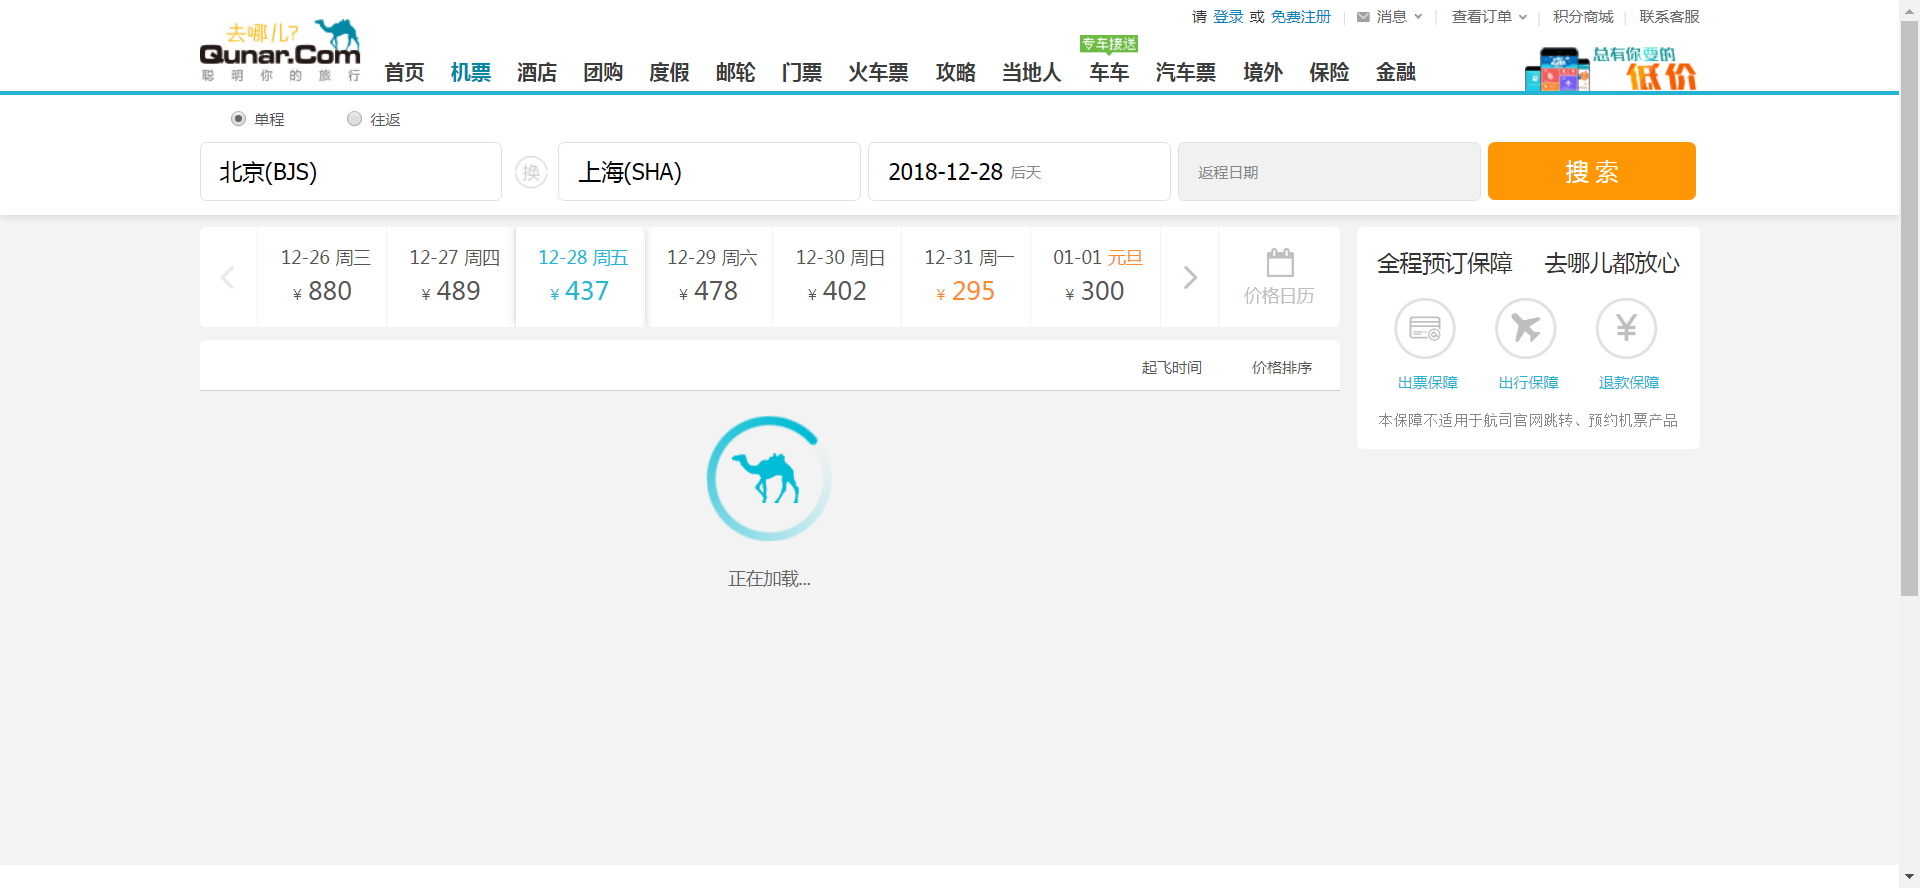 请 登录 或 免费注册 消息 查看订单 积分商城 联系客服
去哪儿?
Qunar.Com
聪明你的旅行
专车接送
首页 机票 酒店 团购 度假 邮轮 门票 火车票 攻略 当地人 车车 汽车票 境外 保险 金融
总有你要的
低价
单程 往返
北京(BJS) 换 上海(SHA) 2018-12-28 后天 返程日期 搜索
12-26 周三 12-27 周四 12-28 周五 12-29 周六 12-30 周日 12-31 周一 01-01 元旦
¥ 880 ¥ 489 ¥ 437 ¥ 478 ¥ 402 ¥ 295 ¥ 300
价格日历
全程预订保障 去哪儿都放心
¥
出票保障 出行保障 退款保障
本保障不适用于航司官网跳转、预约机票产品
起飞时间 价格排序
正在加载...